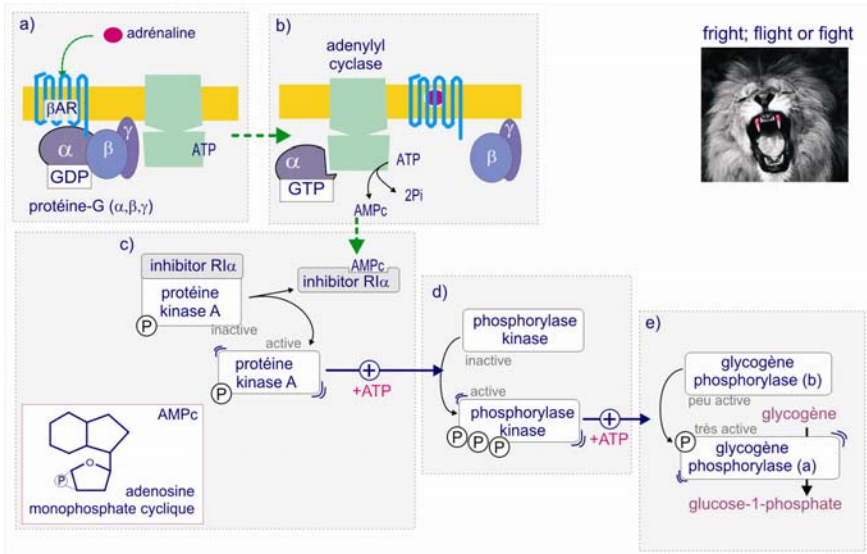 a)
adrénaline
βAR
α
β
γ
GDP
ATP
protéine-G (α,β,γ)
b)
adenylyl
cyclase
α
GTP
ATP
2Pi
AMPc
γ
β
fright; flight or fight
c)
inhibitor RIα
protéine
kinase A
P
inactive
AMPc
inhibitor RIα
active
protéine
kinase A
P
+
+ATP
AMPc
O
P
adenosine
monophosphate cyclique
d)
phosphorylase
kinase
inactive
active
phosphorylase
kinase
P P P
+
+ATP
e)
glycogène
phosphorylase (b)
peu active
glycogène
P
très active
glycogène
phosphorylase (a)
glucose-1-phosphate